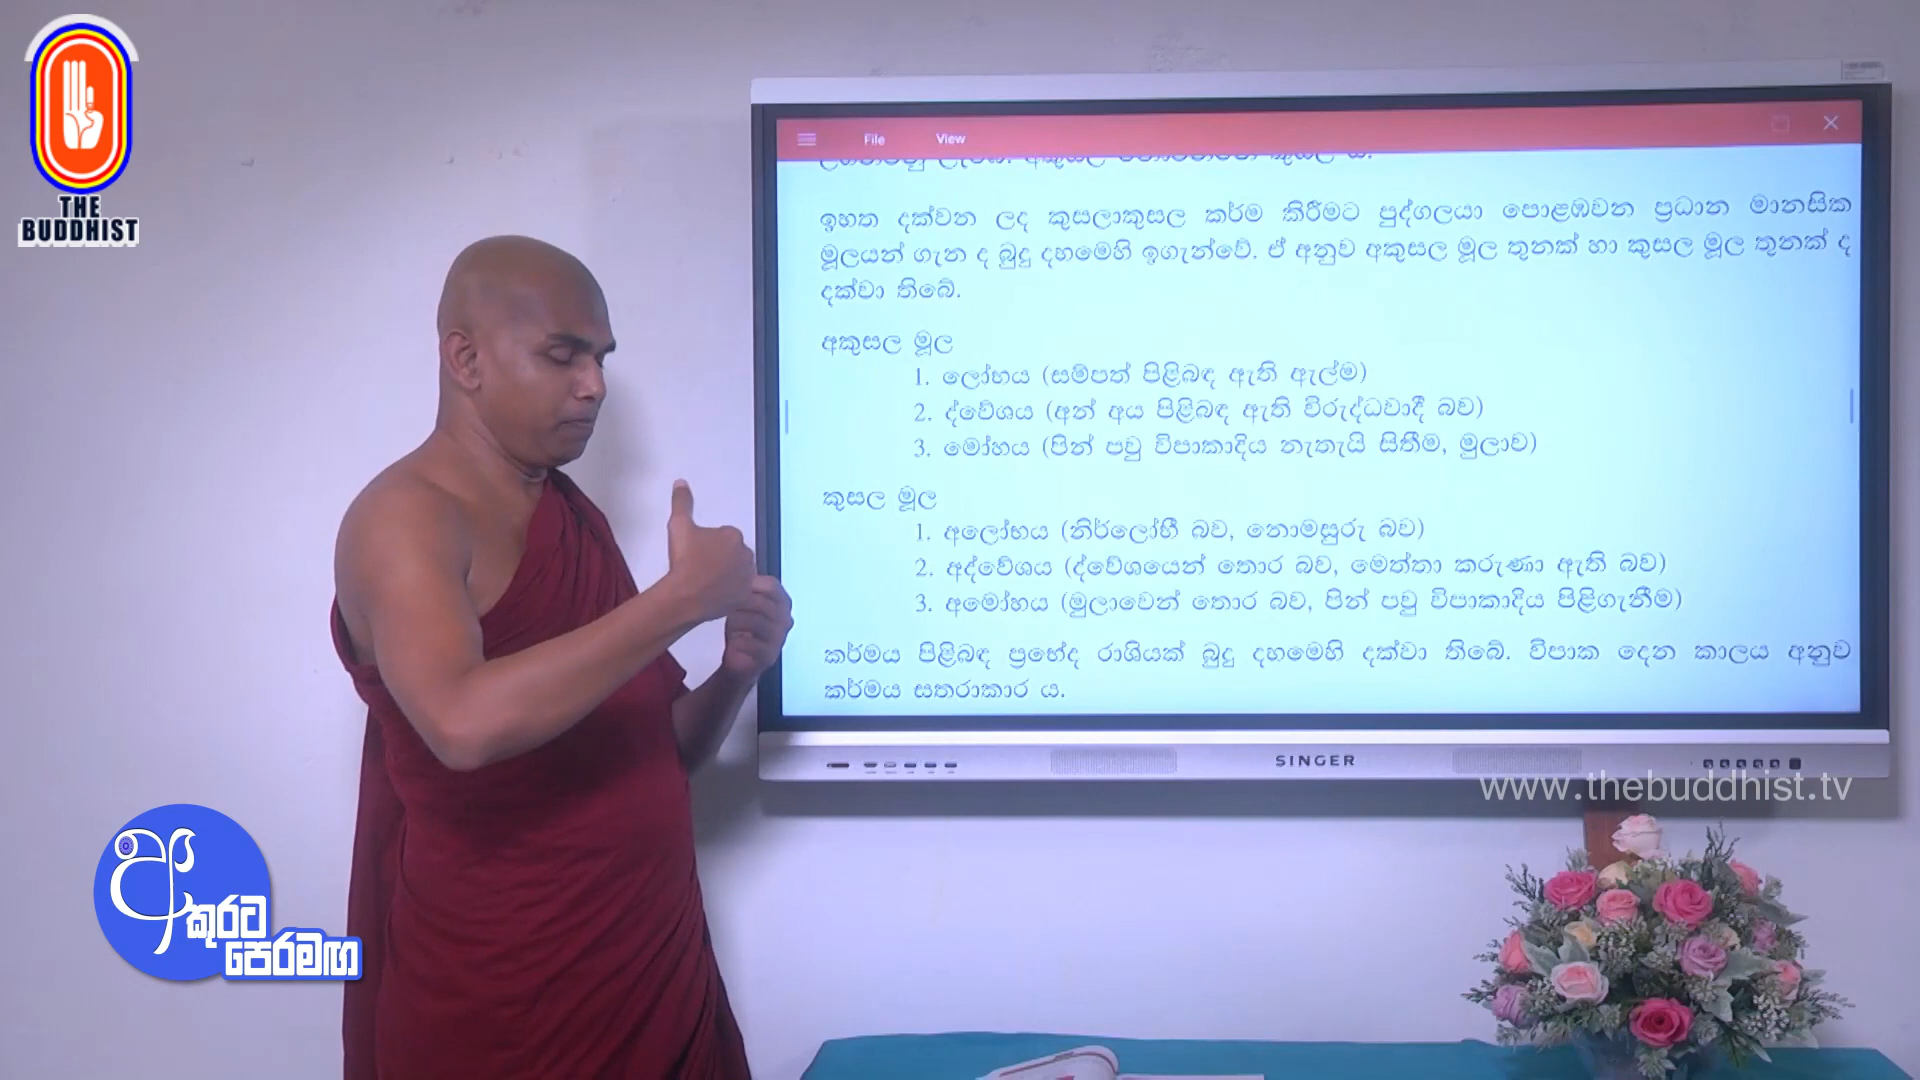 THE
BUDDHIST
File View
අකුසල කුසල ය.
ඉහත දක්වන ලද කුසලාකුසල කර්ම කිරීමට පුද්ගලයා පොළඹවන ප්‍රධාන මානසික
මූලයන් ගැන ද බුදු දහමෙහි ඉගැන්වේ. ඒ අනුව අකුසල මූල තුනක් හා කුසල මූල තුනක් ද
දක්වා තිබේ.
අකුසල මූල
1. ලෝභය (සම්පත් පිළිබඳ ඇති ඇල්ම)
2. ද්වේශය (අන් අය පිළිබඳ ඇති විරුද්ධවාදී බව)
3. මෝහය (පින් පවු විපාකාදිය නැතැයි සිතීම, මුලාව)
කුසල මූල
1. අලෝභය (නිර්ලෝභී බව, නොමසුරු බව)
2. අද්වේශය (ද්වේශයෙන් තොර බව, මෙත්තා කරුණා ඇති බව)
3. අමෝහය (මුලාවෙන් තොර බව, පින් පවු විපාකාදිය පිළිගැනීම)
කර්මය පිළිබඳ ප්‍රභේද රාශියක් බුදු දහමෙහි දක්වා තිබේ. විපාක දෙන කාලය අනුව
කර්මය සතරාකාර ය.
SINGER
www.thebuddhist.tv
අකුරට
පෙරමඟ